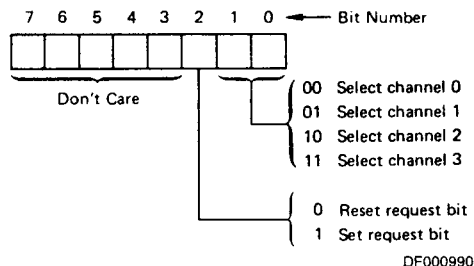 7 6 5 4 3 2 1 0 Bit Number
Don't Care
00 Select channel 0
01 Select channel 1
10 Select channel 2
11 Select channel 3
0 Reset request bit
1 Set request bit
DF000990